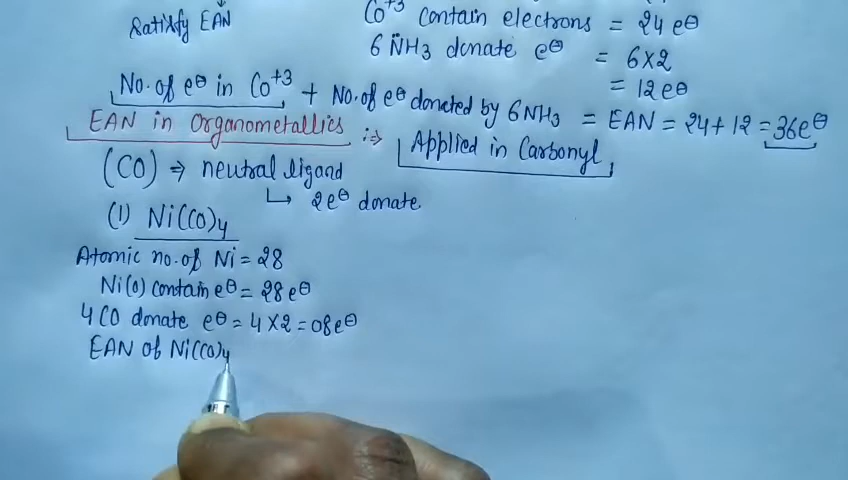 Satisfy EAN
Co⁺³ contain electrons = 24 e⊖
6 N̈H₃ donate e⊖ = 6×2
= 12e⊖
No. of e⊖ in Co⁺³ + No. of e⊖ donated by 6NH₃ = EAN = 24 + 12 = 36e⊖
EAN in Organometallics :⇒ Applied in Carbonyl
(CO) ⇒ neutral ligand
↳ 2e⊖ donate
(1) Ni(CO)₄
Atomic no. of Ni = 28
Ni(0) contain e⊖ = 28 e⊖
4 CO donate e⊖ = 4×2 = 08e⊖
EAN of Ni(CO)₄